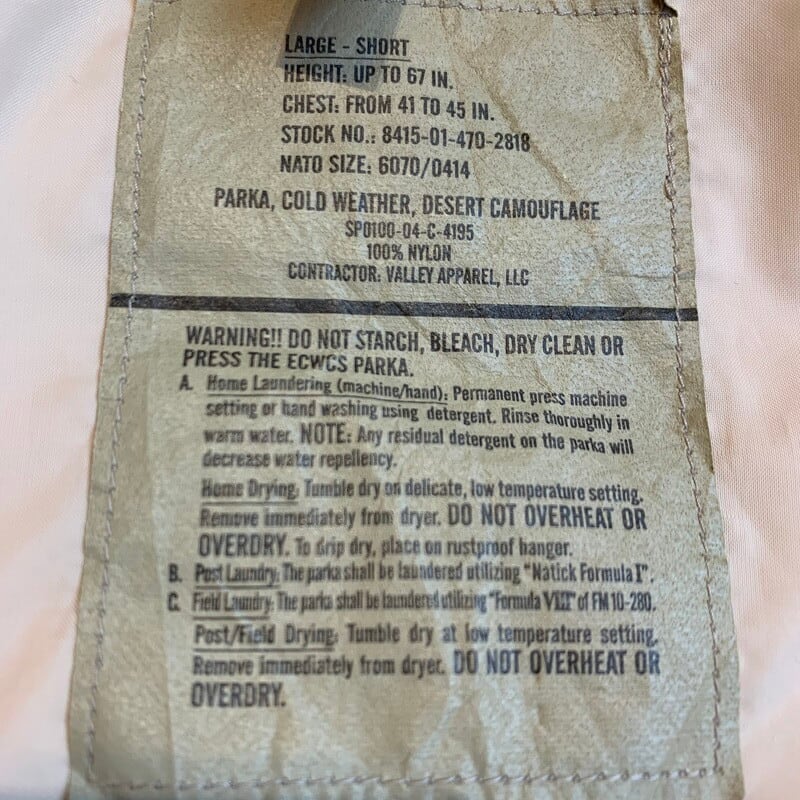 LARGE - SHORT
HEIGHT: UP TO 67 IN.
CHEST: FROM 41 TO 45 IN.
STOCK NO.: 8415-01-470-2818
NATO SIZE: 6070/0414
PARKA, COLD WEATHER, DESERT CAMOUFLAGE
SP0100-04-C-4195
100% NYLON
CONTRACTOR: VALLEY APPAREL, LLC
WARNING!! DO NOT STARCH, BLEACH, DRY CLEAN OR
PRESS THE ECWCS PARKA.
A. Home Laundering (machine/hand): Permanent press machine
setting or hand washing using detergent. Rinse thoroughly in
warm water. NOTE: Any residual detergent on the parka will
decrease water repellency.
Home Drying: Tumble dry on delicate, low temperature setting.
Remove immediately from dryer. DO NOT OVERHEAT OR
OVERDRY. To drip dry, place on rustproof hanger.
B. Post Laundry: The parka shall be laundered utilizing "Natick Formula I".
C. Field Laundry: The parka shall be laundered utilizing "Formula VIII" of FM 10-280.
Post/Field Drying: Tumble dry at low temperature setting.
Remove immediately from dryer. DO NOT OVERHEAT OR
OVERDRY.